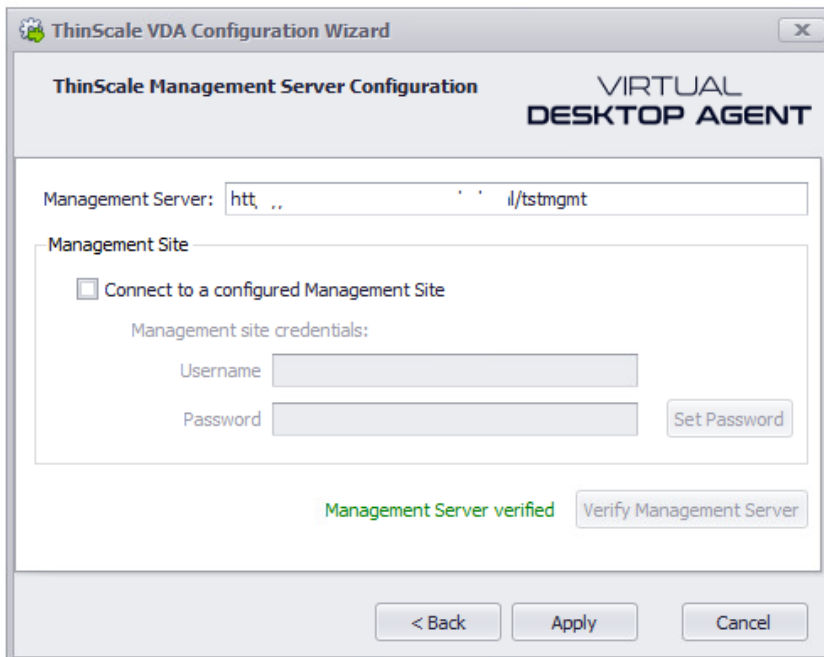 ThinScale VDA Configuration Wizard
ThinScale Management Server Configuration
VIRTUAL
DESKTOP AGENT
Management Server: /tstmgmt
Management Site
Connect to a configured Management Site
Management site credentials:
Username
Password
Set Password
Management Server verified
Verify Management Server
< Back
Apply
Cancel